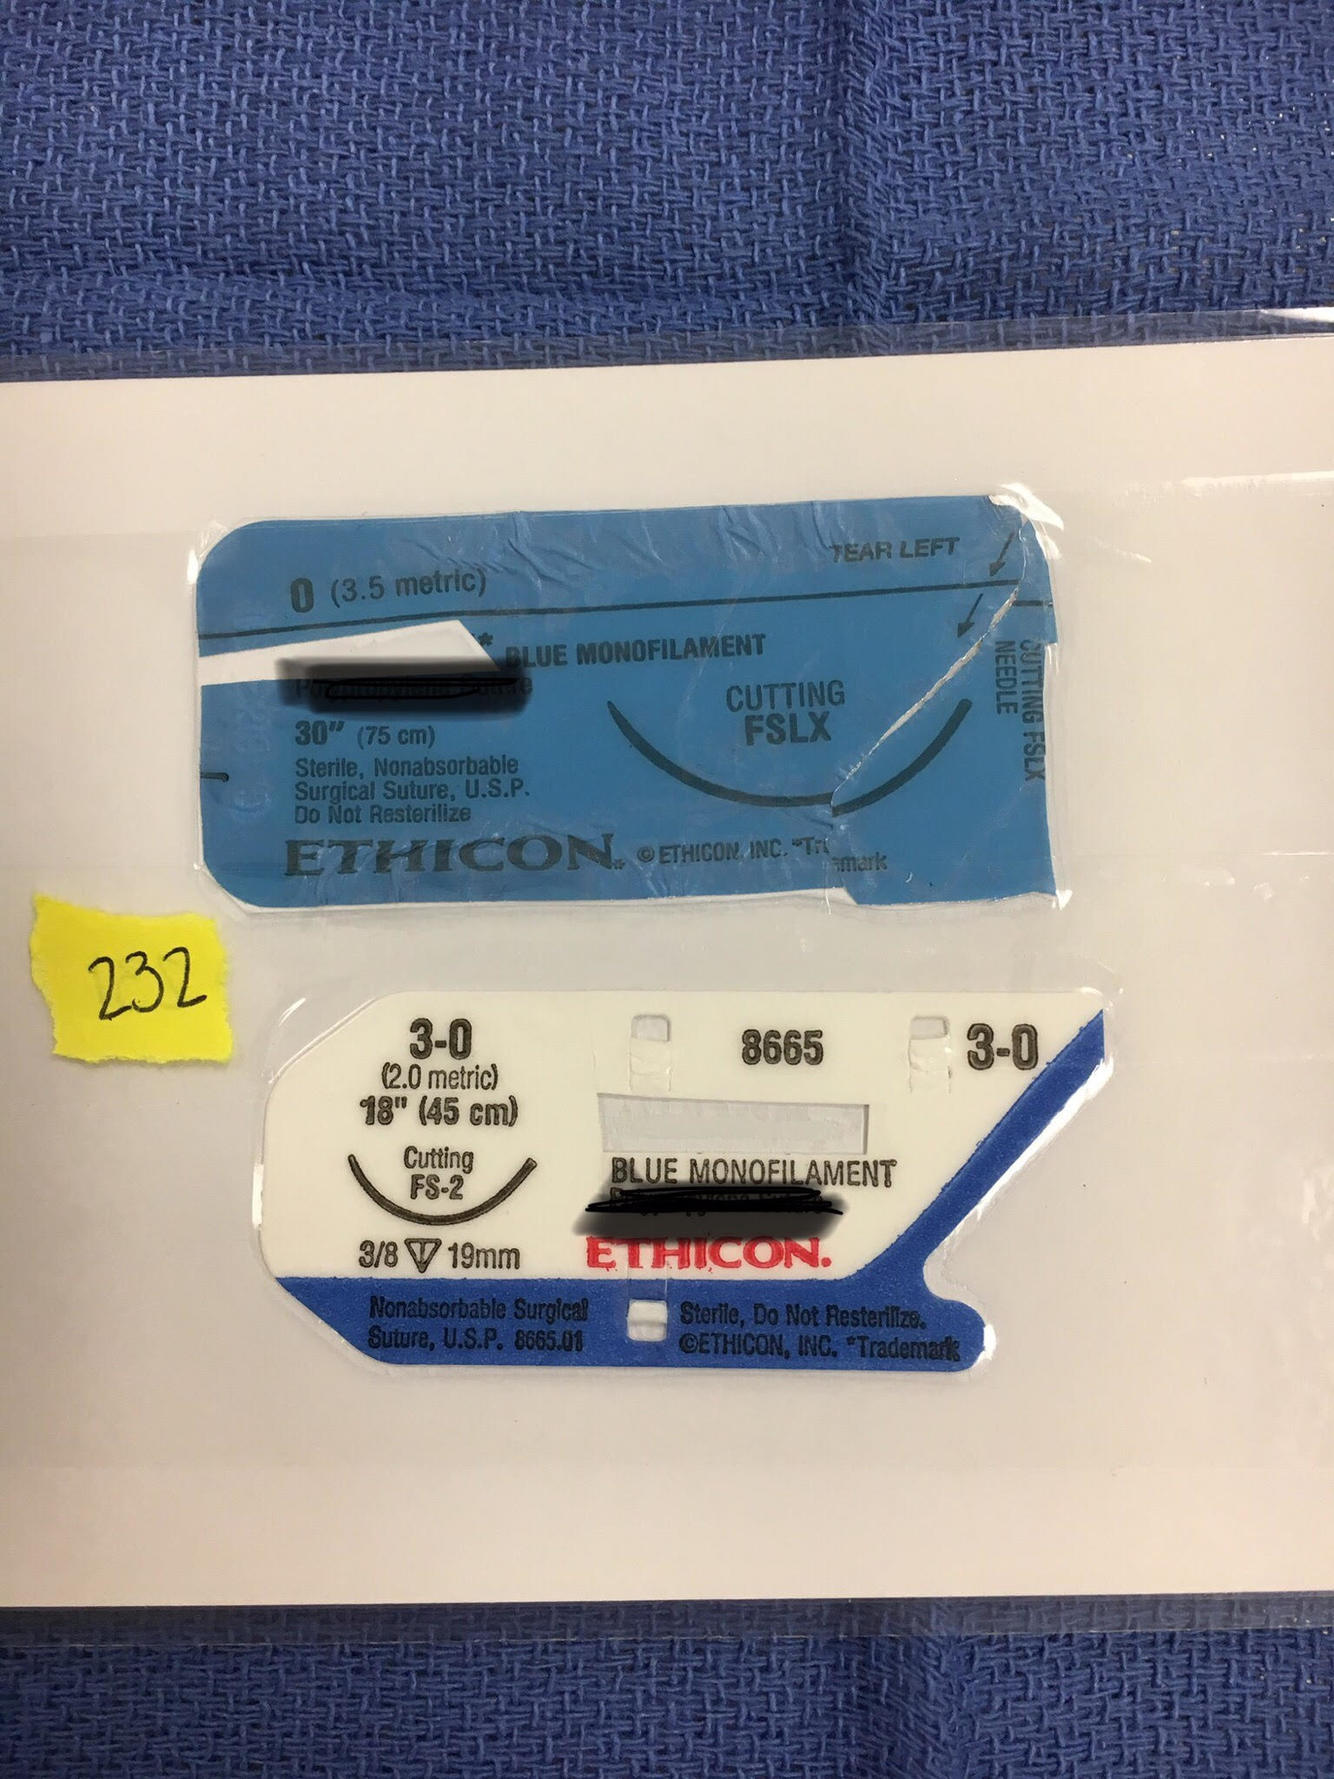 TEAR LEFT
0 (3.5 metric)
* BLUE MONOFILAMENT
CUTTING
FSLX
CUTTING FSLX
NEEDLE
30" (75 cm)
Sterile, Nonabsorbable
Surgical Suture, U.S.P.
Do Not Resterilize
ETHICON
© ETHICON, INC. *Tr
emark
232
3-0
(2.0 metric)
18" (45 cm)
Cutting
FS-2
3/8 19mm
8665
3-0
BLUE MONOFILAMENT
ETHICON.
Nonabsorbable Surgical
Suture, U.S.P. 8665.01
Sterile, Do Not Resterilize.
©ETHICON, INC. *Trademark